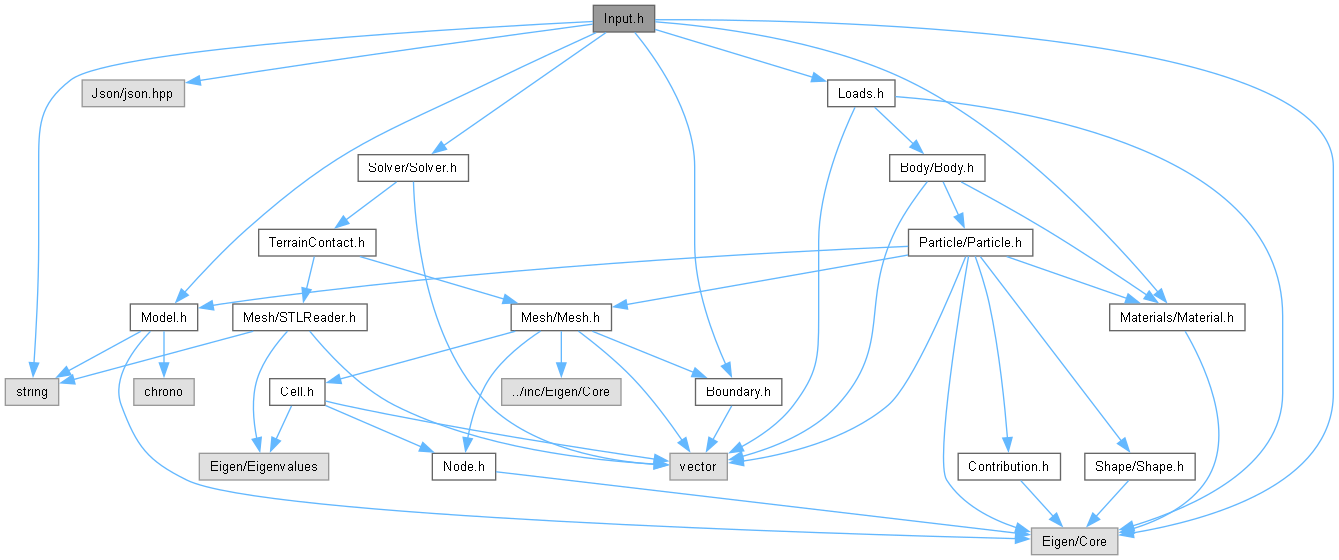 Input.h
Json/json.hpp
Loads.h
Solver/Solver.h
Body/Body.h
TerrainContact.h
Particle/Particle.h
Model.h
Mesh/STLReader.h
Mesh/Mesh.h
Materials/Material.h
string
chrono
Cell.h
../inc/Eigen/Core
Boundary.h
Eigen/Eigenvalues
Node.h
vector
Contribution.h
Shape/Shape.h
Eigen/Core